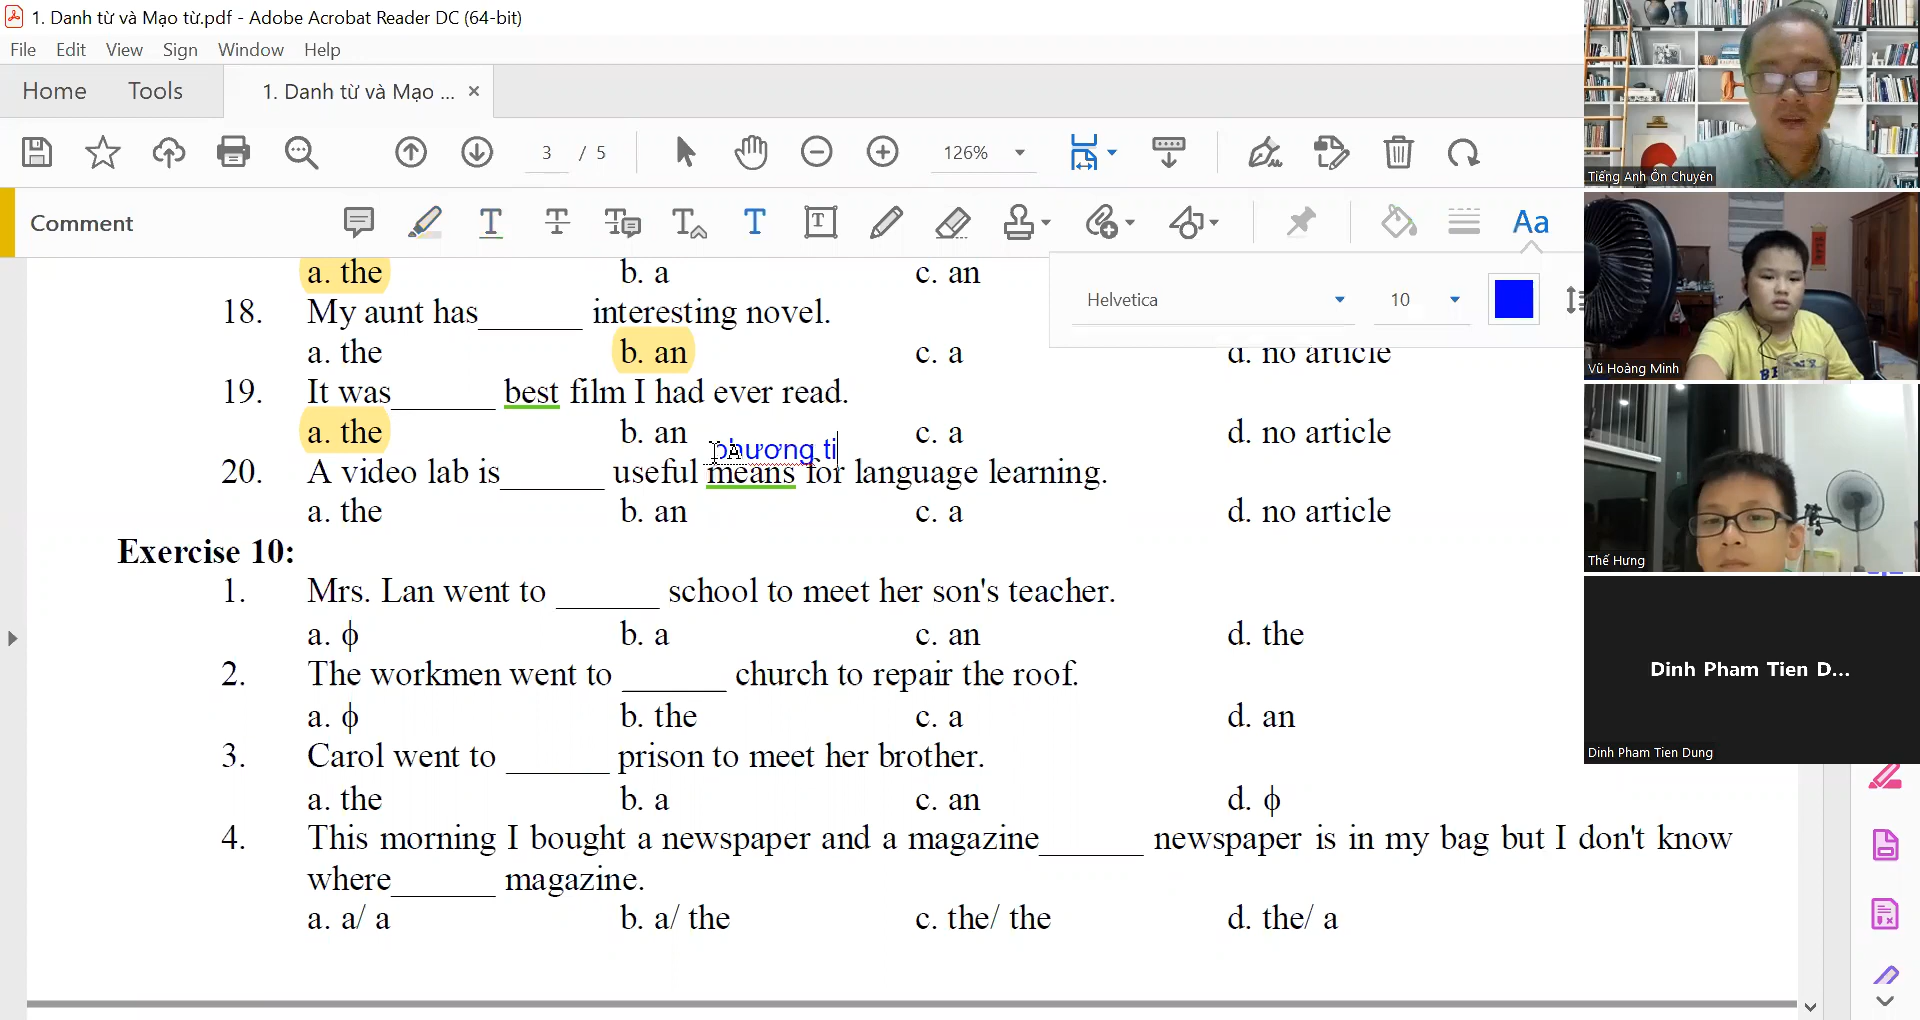 1. Danh từ và Mạo từ.pdf - Adobe Acrobat Reader DC (64-bit)
File Edit View Sign Window Help
Home Tools 1. Danh từ và Mạo ... ×
3 / 5 126%
Comment
Aa
Helvetica 10
a. the b. a c. an
18. My aunt has______ interesting novel.
a. the b. an c. a d. no article
19. It was______ best film I had ever read.
a. the b. an c. a d. no article
phương ti
20. A video lab is______ useful means for language learning.
a. the b. an c. a d. no article
Exercise 10:
1. Mrs. Lan went to ______ school to meet her son's teacher.
a. ϕ b. a c. an d. the
2. The workmen went to ______ church to repair the roof.
a. ϕ b. the c. a d. an
3. Carol went to ______ prison to meet her brother.
a. the b. a c. an d. ϕ
4. This morning I bought a newspaper and a magazine______ newspaper is in my bag but I don't know
where______ magazine.
a. a/ a b. a/ the c. the/ the d. the/ a
Tiếng Anh Ôn Chuyên
Vũ Hoàng Minh
Thế Hưng
Dinh Pham Tien D...
Dinh Pham Tien Dung